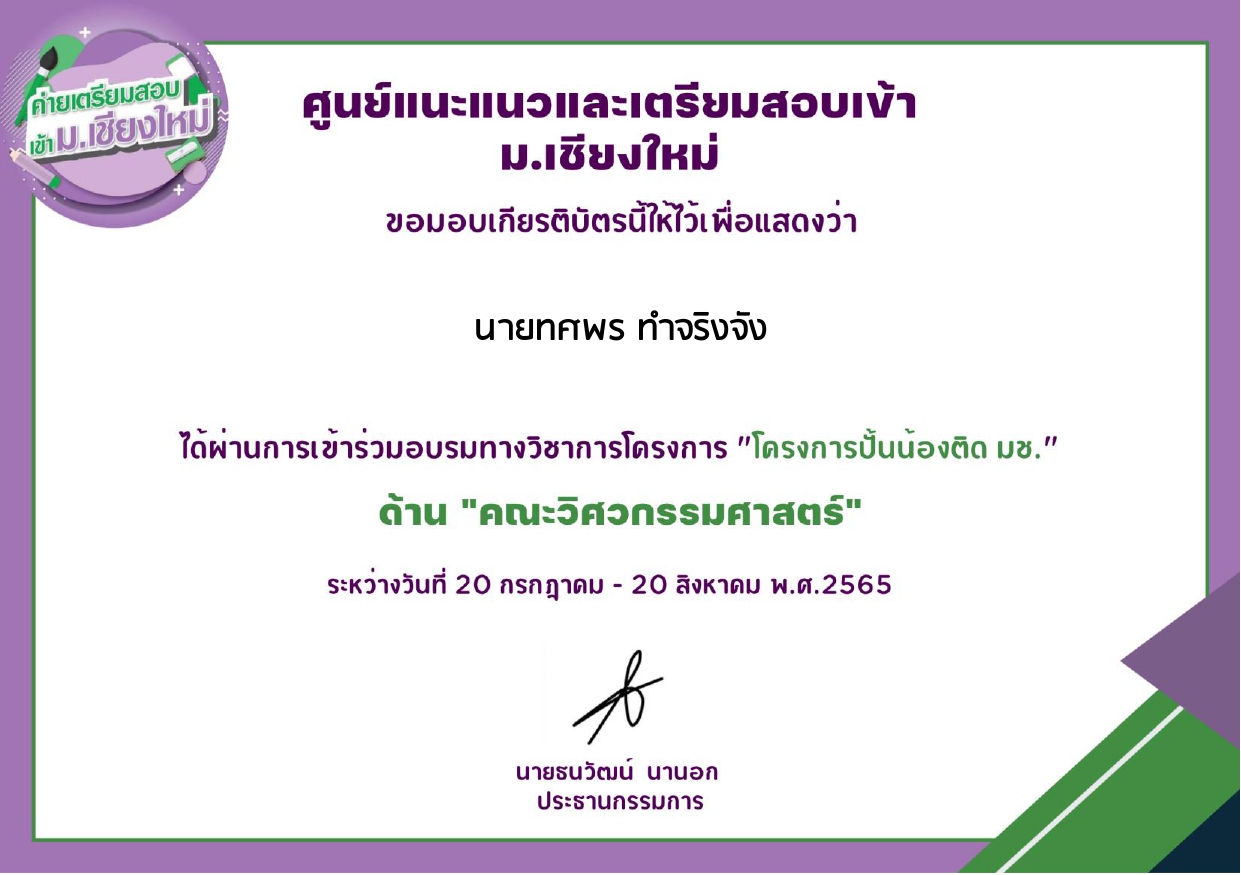 ค่ายเตรียมสอบ
เข้า ม.เชียงใหม่
ศูนย์แนะแนวและเตรียมสอบเข้า
ม.เชียงใหม่
ขอมอบเกียรติบัตรนี้ให้ไว้เพื่อแสดงว่า
นายทศพร ทำจริงจัง
ได้ผ่านการเข้าร่วมอบรมทางวิชาการโครงการ "โครงการปั้นน้องติด มช."
ด้าน "คณะวิศวกรรมศาสตร์"
ระหว่างวันที่ 20 กรกฎาคม - 20 สิงหาคม พ.ศ.2565
นายธนวัฒน์ นานอก
ประธานกรรมการ